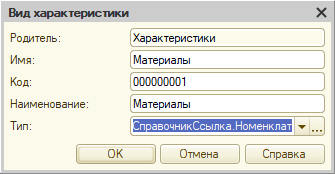 Вид характеристики
Родитель: Характеристики
Имя: Материалы
Код: 000000001
Наименование: Материалы
Тип: СправочникСсылка.Номенклат
OK Отмена Справка